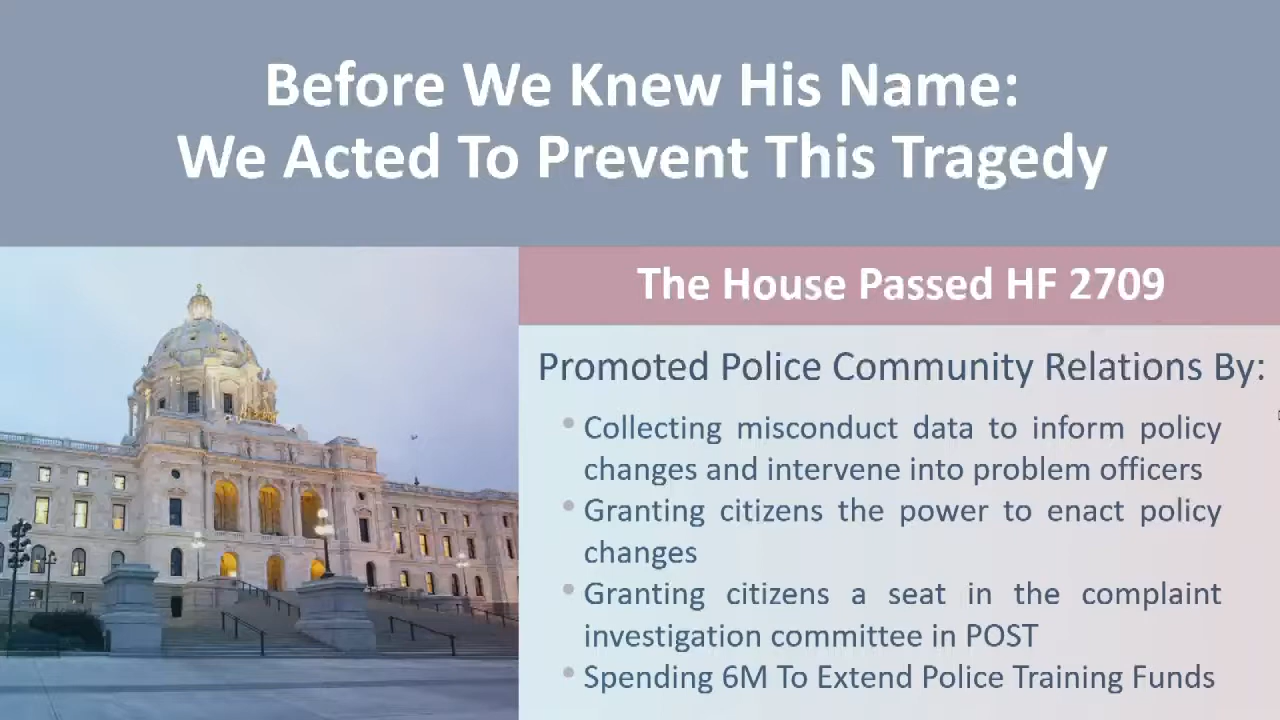 Before We Knew His Name:
We Acted To Prevent This Tragedy
The House Passed HF 2709
Promoted Police Community Relations By:
• Collecting misconduct data to inform policy
changes and intervene into problem officers
• Granting citizens the power to enact policy
changes
• Granting citizens a seat in the complaint
investigation committee in POST
• Spending 6M To Extend Police Training Funds